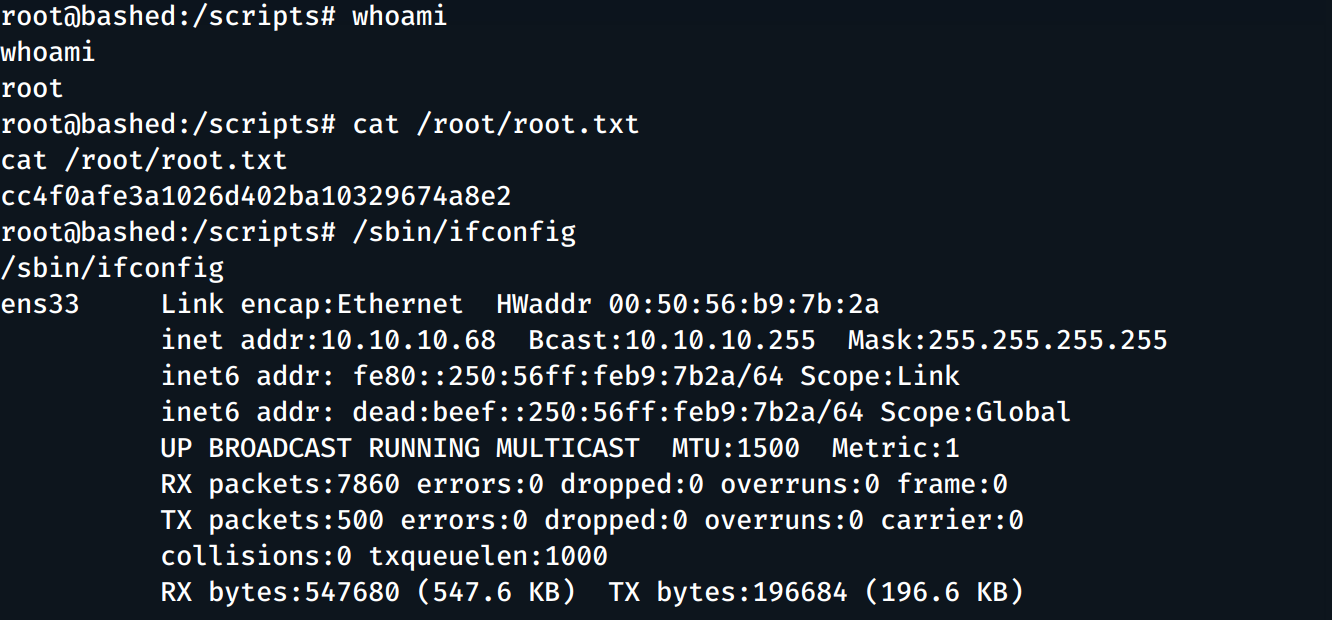 root@bashed:/scripts# whoami
whoami
root
root@bashed:/scripts# cat /root/root.txt
cat /root/root.txt
cc4f0afe3a1026d402ba10329674a8e2
root@bashed:/scripts# /sbin/ifconfig
/sbin/ifconfig
ens33     Link encap:Ethernet  HWaddr 00:50:56:b9:7b:2a
          inet addr:10.10.10.68  Bcast:10.10.10.255  Mask:255.255.255.255
          inet6 addr: fe80::250:56ff:feb9:7b2a/64 Scope:Link
          inet6 addr: dead:beef::250:56ff:feb9:7b2a/64 Scope:Global
          UP BROADCAST RUNNING MULTICAST  MTU:1500  Metric:1
          RX packets:7860 errors:0 dropped:0 overruns:0 frame:0
          TX packets:500 errors:0 dropped:0 overruns:0 carrier:0
          collisions:0 txqueuelen:1000
          RX bytes:547680 (547.6 KB)  TX bytes:196684 (196.6 KB)